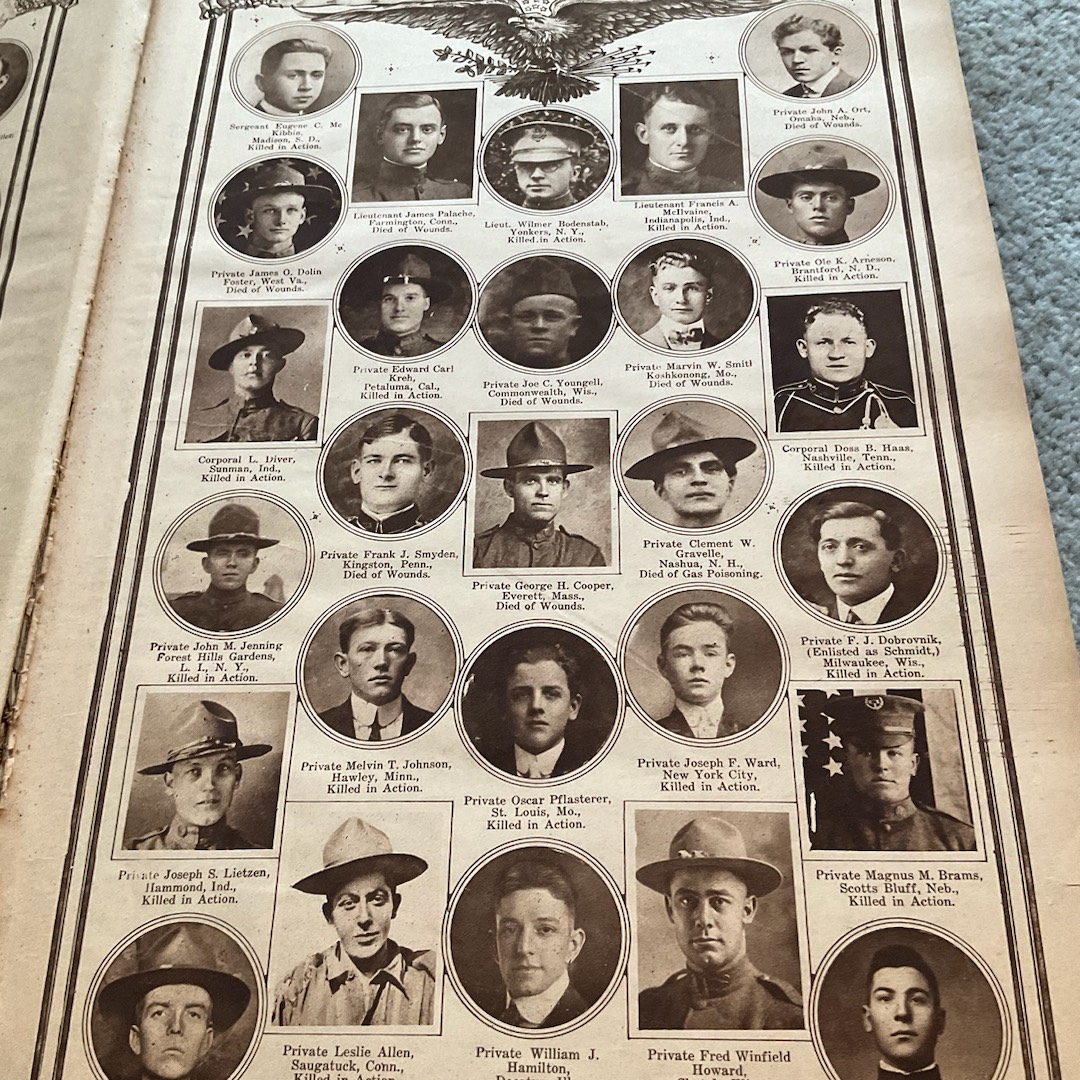 Sergeant Eugene C. Mc
Kibbin,
Madison, S. D.,
Killed in Action.
Lieutenant James Palache,
Farmington, Conn.,
Died of Wounds.
Lieut. Wilmer Bodenstab,
Yonkers, N. Y.,
Killed in Action.
Lieutenant Francis A.
McIlvaine,
Indianapolis, Ind.,
Killed in Action.
Private John A. Ort,
Omaha, Neb.,
Died of Wounds.
Private James O. Dolin
Foster, West Va.,
Died of Wounds.
Private Edward Carl
Kreh,
Petaluma, Cal.,
Killed in Action.
Private Joe C. Youngell,
Commonwealth, Wis.,
Died of Wounds.
Private Marvin W. Smith
Koshkonong, Mo.,
Died of Wounds.
Private Ole K. Arneson,
Brantford, N. D.,
Killed in Action.
Corporal L. Diver,
Sunman, Ind.,
Killed in Action.
Private Frank J. Smyden,
Kingston, Penn.,
Died of Wounds.
Private George H. Cooper,
Everett, Mass.,
Died of Wounds.
Private Clement W.
Gravelle,
Nashua, N. H.,
Died of Gas Poisoning.
Corporal Doss B. Haas,
Nashville, Tenn.,
Killed in Action.
Private John M. Jenning
Forest Hills Gardens,
L. I., N. Y.,
Killed in Action.
Private Melvin T. Johnson,
Hawley, Minn.,
Killed in Action.
Private Oscar Pflasterer,
St. Louis, Mo.,
Killed in Action.
Private Joseph F. Ward,
New York City,
Killed in Action.
Private F. J. Dobrovnik,
(Enlisted as Schmidt,)
Milwaukee, Wis.,
Killed in Action.
Private Joseph S. Lietzen,
Hammond, Ind.,
Killed in Action.
Private Leslie Allen,
Saugatuck, Conn.,
Killed in Action.
Private William J.
Hamilton,
Private Fred Winfield
Howard,
Private Magnus M. Brams,
Scotts Bluff, Neb.,
Killed in Action.